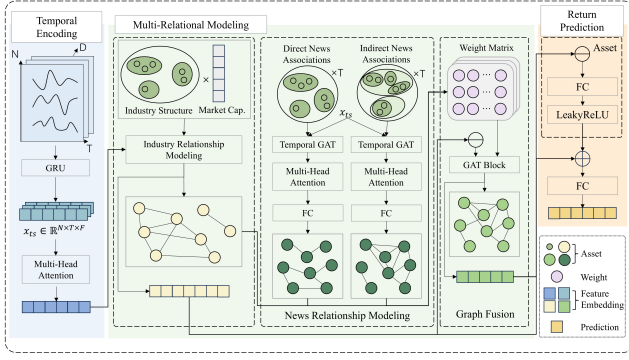 Temporal
Encoding
N
D
T
GRU
x_ts ∈ ℝ^N×T×F
Multi-Head
Attention
Multi-Relational Modeling
Industry Structure
×
Market Cap.
Industry Relationship
Modeling
Direct News
Associations
×T
Indirect News
Associations
×T
x_ts
Temporal GAT
Temporal GAT
Multi-Head
Attention
Multi-Head
Attention
FC
FC
News Relationship Modeling
Weight Matrix
GAT Block
Graph Fusion
Return
Prediction
Asset
FC
LeakyReLU
FC
Asset
Weight
Feature
Embedding
Prediction